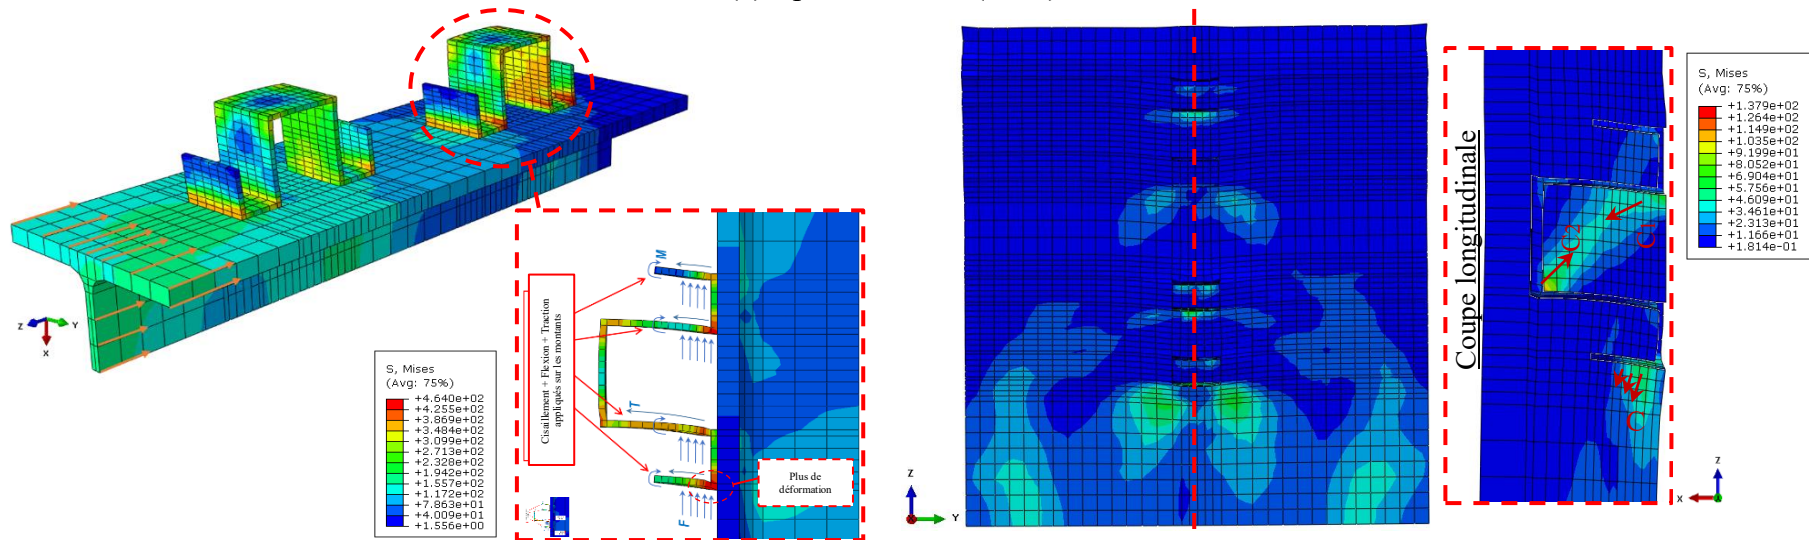 S, Mises
(Avg: 75%)
+4.640e+02
+4.255e+02
+3.869e+02
+3.484e+02
+3.099e+02
+2.713e+02
+2.328e+02
+1.942e+02
+1.557e+02
+1.172e+02
+7.863e+01
+4.009e+01
+1.556e+00
Z
Y
X
Cisaillement + Flexion + Traction
appliqués sur les montants
M
T
F
Plus de
déformation
Z
Y
Coupe longitudinale
C1
C2
C
S, Mises
(Avg: 75%)
+1.379e+02
+1.264e+02
+1.149e+02
+1.035e+02
+9.199e+01
+8.052e+01
+6.904e+01
+5.756e+01
+4.609e+01
+3.461e+01
+2.313e+01
+1.166e+01
+1.814e-01
Z
X